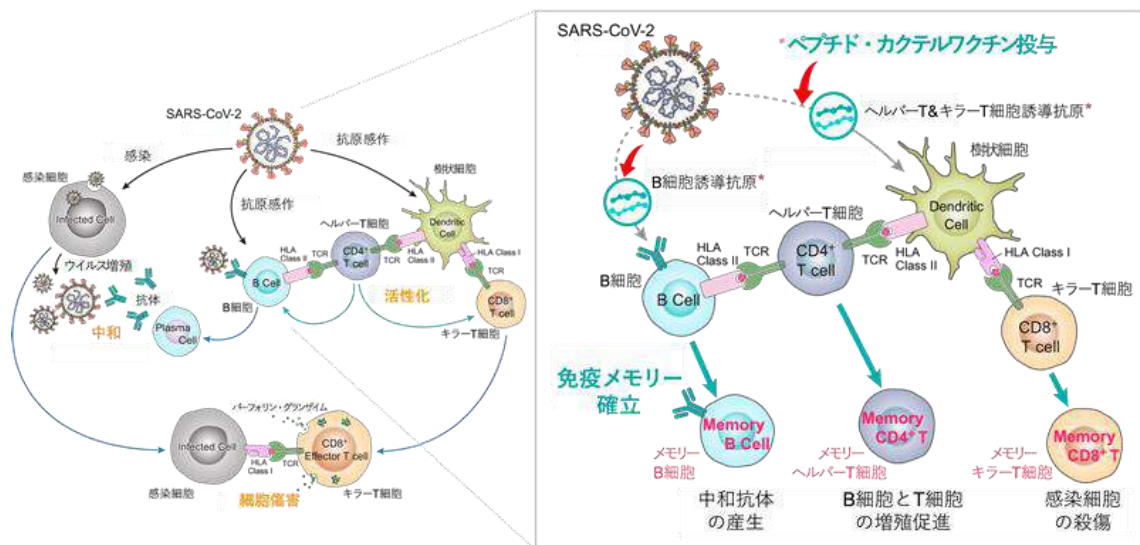 SARS-CoV-2
感染
抗原感作
感染細胞
Infected Cell
抗原感作
樹状細胞
Dendritic
Cell
ヘルパーT細胞
CD4⁺
T cell
TCR
HLA
Class II
TCR
HLA
Class II
HLA Class I
TCR
ウイルス増殖
抗体
中和
B Cell
B細胞
活性化
CD8⁺
T cell
キラーT細胞
Plasma
Cell
パーフォリン・グランザイム
Infected Cell
HLA
Class I
TCR
CD8⁺
Effector T cell
感染細胞
細胞傷害
キラーT細胞
SARS-CoV-2
*ペプチド・カクテルワクチン投与
ヘルパーT&キラーT細胞誘導抗原*
B細胞誘導抗原*
樹状細胞
Dendritic
Cell
ヘルパーT細胞
CD4⁺
T cell
HLA
Class II
TCR
TCR
HLA
Class II
HLA Class I
TCR
B細胞
B Cell
キラーT細胞
CD8⁺
T cell
免疫メモリー
確立
Memory
B Cell
メモリー
B細胞
Memory
CD4⁺ T
メモリー
ヘルパーT細胞
Memory
CD8⁺ T
メモリー
キラーT細胞
中和抗体
の産生
B細胞とT細胞
の増殖促進
感染細胞
の殺傷